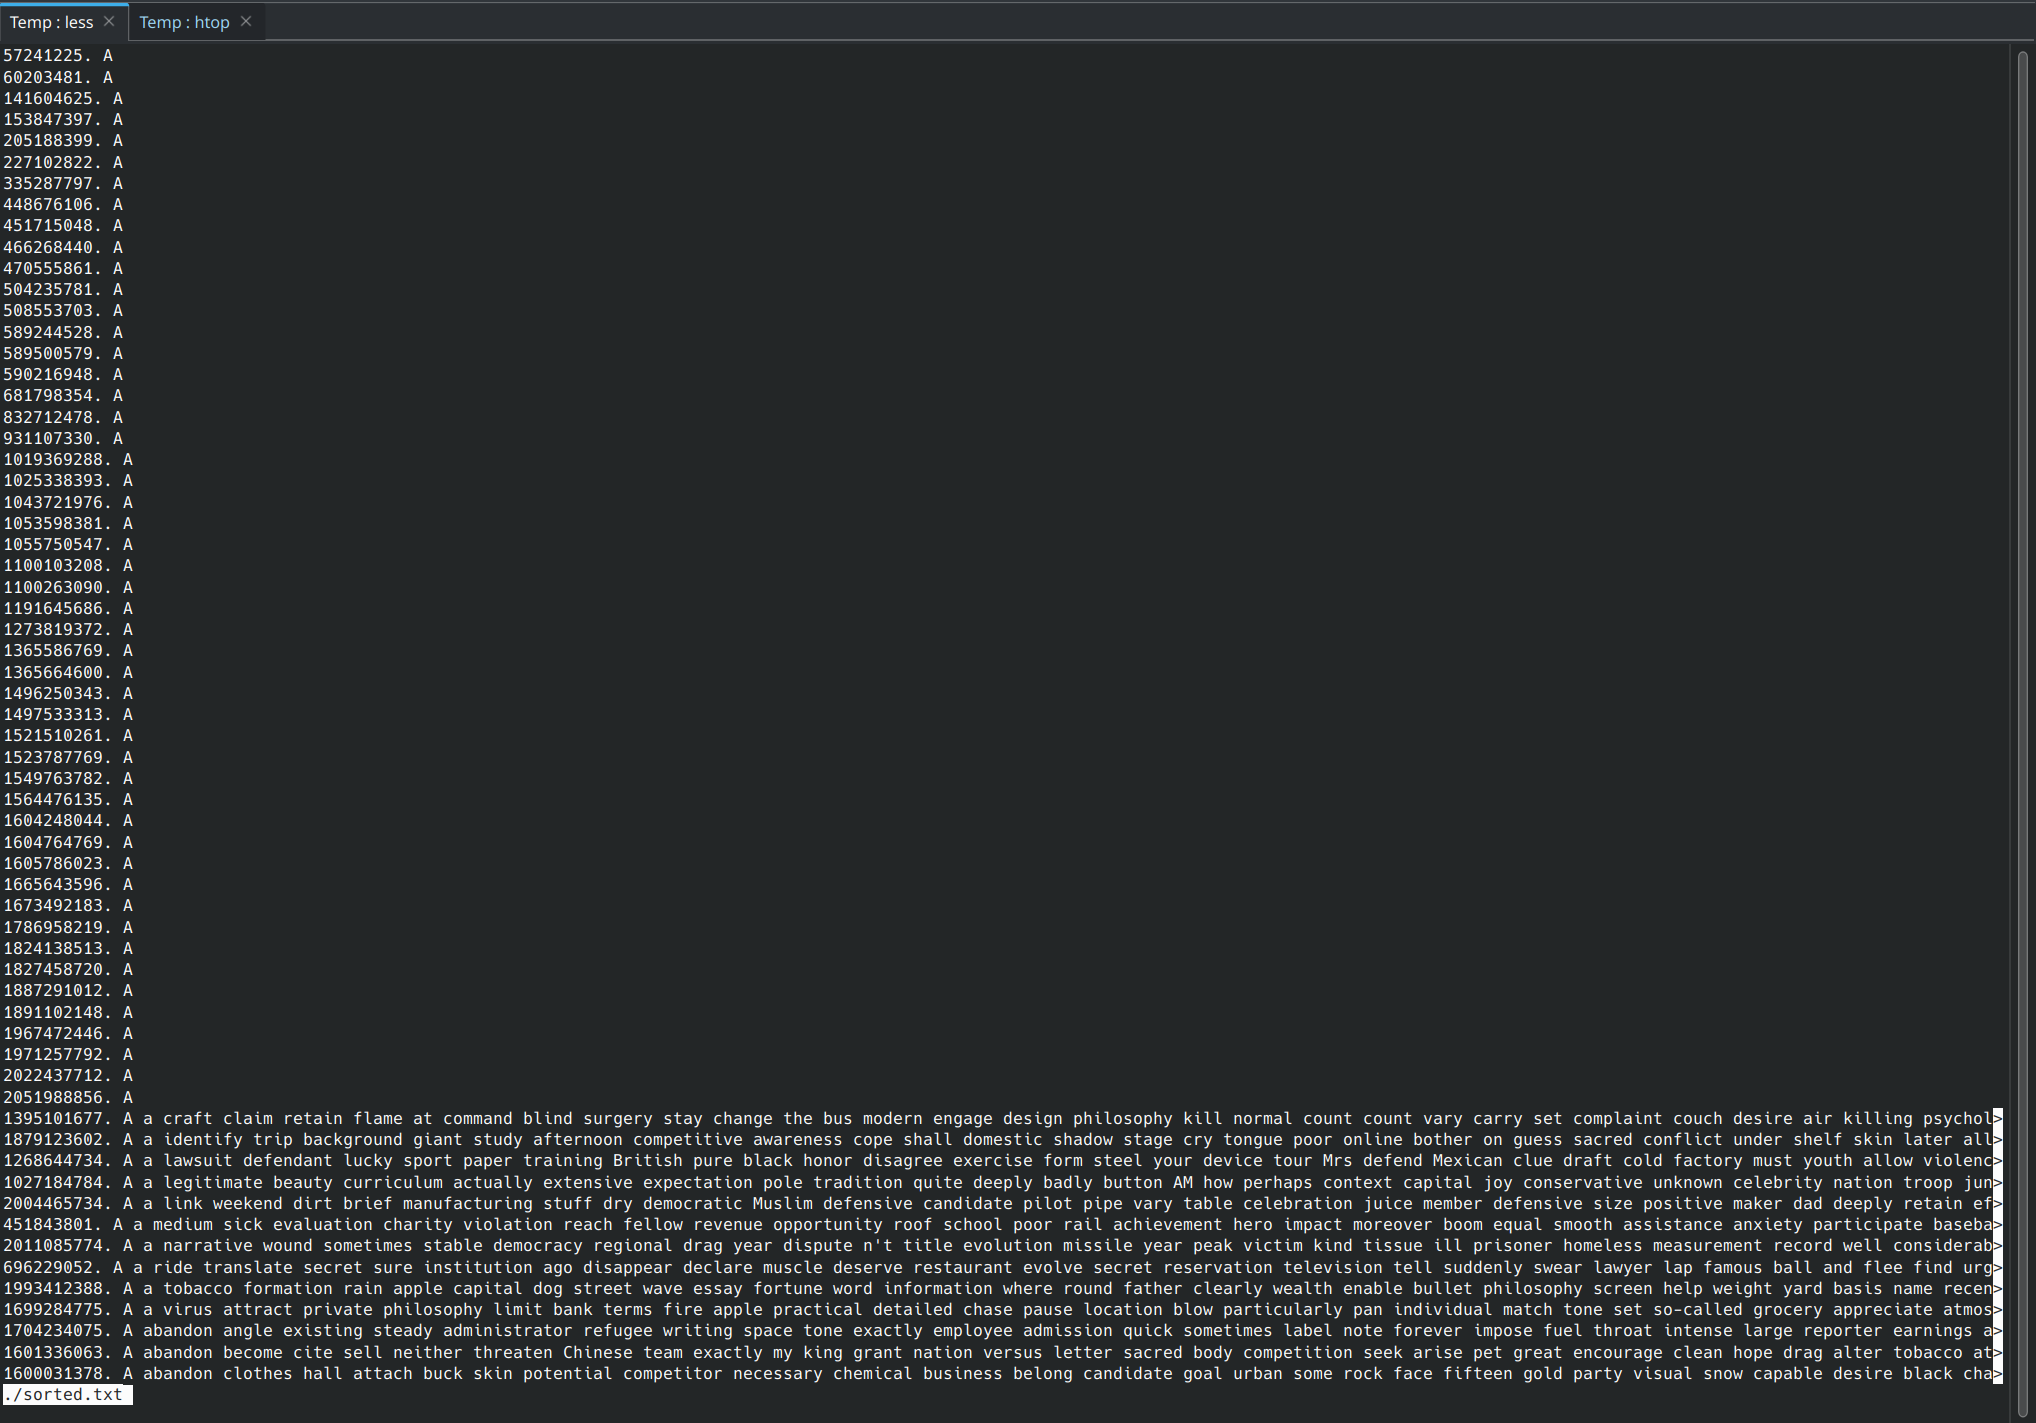 Temp : less
Temp : htop
57241225. A
60203481. A
141604625. A
153847397. A
205188399. A
227102822. A
335287797. A
448676106. A
451715048. A
466268440. A
470555861. A
504235781. A
508553703. A
589244528. A
589500579. A
590216948. A
681798354. A
832712478. A
931107330. A
1019369288. A
1025338393. A
1043721976. A
1053598381. A
1055750547. A
1100103208. A
1100263090. A
1191645686. A
1273819372. A
1365586769. A
1365664600. A
1496250343. A
1497533313. A
1521510261. A
1523787769. A
1549763782. A
1564476135. A
1604248044. A
1604764769. A
1605786023. A
1665643596. A
1673492183. A
1786958219. A
1824138513. A
1827458720. A
1887291012. A
1891102148. A
1967472446. A
1971257792. A
2022437712. A
2051988856. A
1395101677. A a craft claim retain flame at command blind surgery stay change the bus modern engage design philosophy kill normal count count vary carry set complaint couch desire air killing psychol>
1879123602. A a identify trip background giant study afternoon competitive awareness cope shall domestic shadow stage cry tongue poor online bother on guess sacred conflict under shelf skin later all>
1268644734. A a lawsuit defendant lucky sport paper training British pure black honor disagree exercise form steel your device tour Mrs defend Mexican clue draft cold factory must youth allow violenc>
1027184784. A a legitimate beauty curriculum actually extensive expectation pole tradition quite deeply badly button AM how perhaps context capital joy conservative unknown celebrity nation troop jun>
2004465734. A a link weekend dirt brief manufacturing stuff dry democratic Muslim defensive candidate pilot pipe vary table celebration juice member defensive size positive maker dad deeply retain ef>
451843801. A a medium sick evaluation charity violation reach fellow revenue opportunity roof school poor rail achievement hero impact moreover boom equal smooth assistance anxiety participate baseba>
2011085774. A a narrative wound sometimes stable democracy regional drag year dispute n't title evolution missile year peak victim kind tissue ill prisoner homeless measurement record well considerab>
696229052. A a ride translate secret sure institution ago disappear declare muscle deserve restaurant evolve secret reservation television tell suddenly swear lawyer lap famous ball and flee find urg>
1993412388. A a tobacco formation rain apple capital dog street wave essay fortune word information where round father clearly wealth enable bullet philosophy screen help weight yard basis name recen>
1699284775. A a virus attract private philosophy limit bank terms fire apple practical detailed chase pause location blow particularly pan individual match tone set so-called grocery appreciate atmos>
1704234075. A abandon angle existing steady administrator refugee writing space tone exactly employee admission quick sometimes label note forever impose fuel throat intense large reporter earnings a>
1601336063. A abandon become cite sell neither threaten Chinese team exactly my king grant nation versus letter sacred body competition seek arise pet great encourage clean hope drag alter tobacco at>
1600031378. A abandon clothes hall attach buck skin potential competitor necessary chemical business belong candidate goal urban some rock face fifteen gold party visual snow capable desire black cha>
./sorted.txt